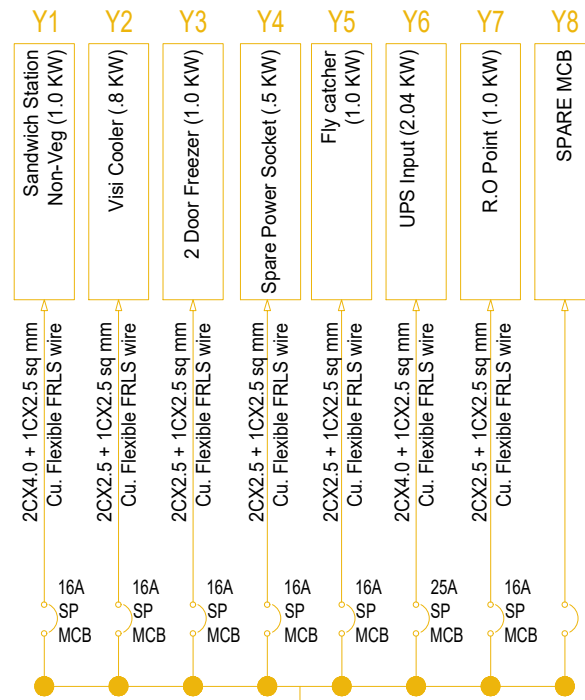 Y1 Y2 Y3 Y4 Y5 Y6 Y7 Y8
Sandwich Station
Non-Veg (1.0 KW)
Visi Cooler (.8 KW)
2 Door Freezer (1.0 KW)
Spare Power Socket (.5 KW)
Fly catcher
(1.0 KW)
UPS Input (2.04 KW)
R.O Point (1.0 KW)
SPARE MCB
2CX4.0 + 1CX2.5 sq mm
Cu. Flexible FRLS wire
2CX2.5 + 1CX2.5 sq mm
Cu. Flexible FRLS wire
2CX2.5 + 1CX2.5 sq mm
Cu. Flexible FRLS wire
2CX2.5 + 1CX2.5 sq mm
Cu. Flexible FRLS wire
2CX2.5 + 1CX2.5 sq mm
Cu. Flexible FRLS wire
2CX4.0 + 1CX2.5 sq mm
Cu. Flexible FRLS wire
2CX2.5 + 1CX2.5 sq mm
Cu. Flexible FRLS wire
16A
SP
MCB
16A
SP
MCB
16A
SP
MCB
16A
SP
MCB
16A
SP
MCB
25A
SP
MCB
16A
SP
MCB